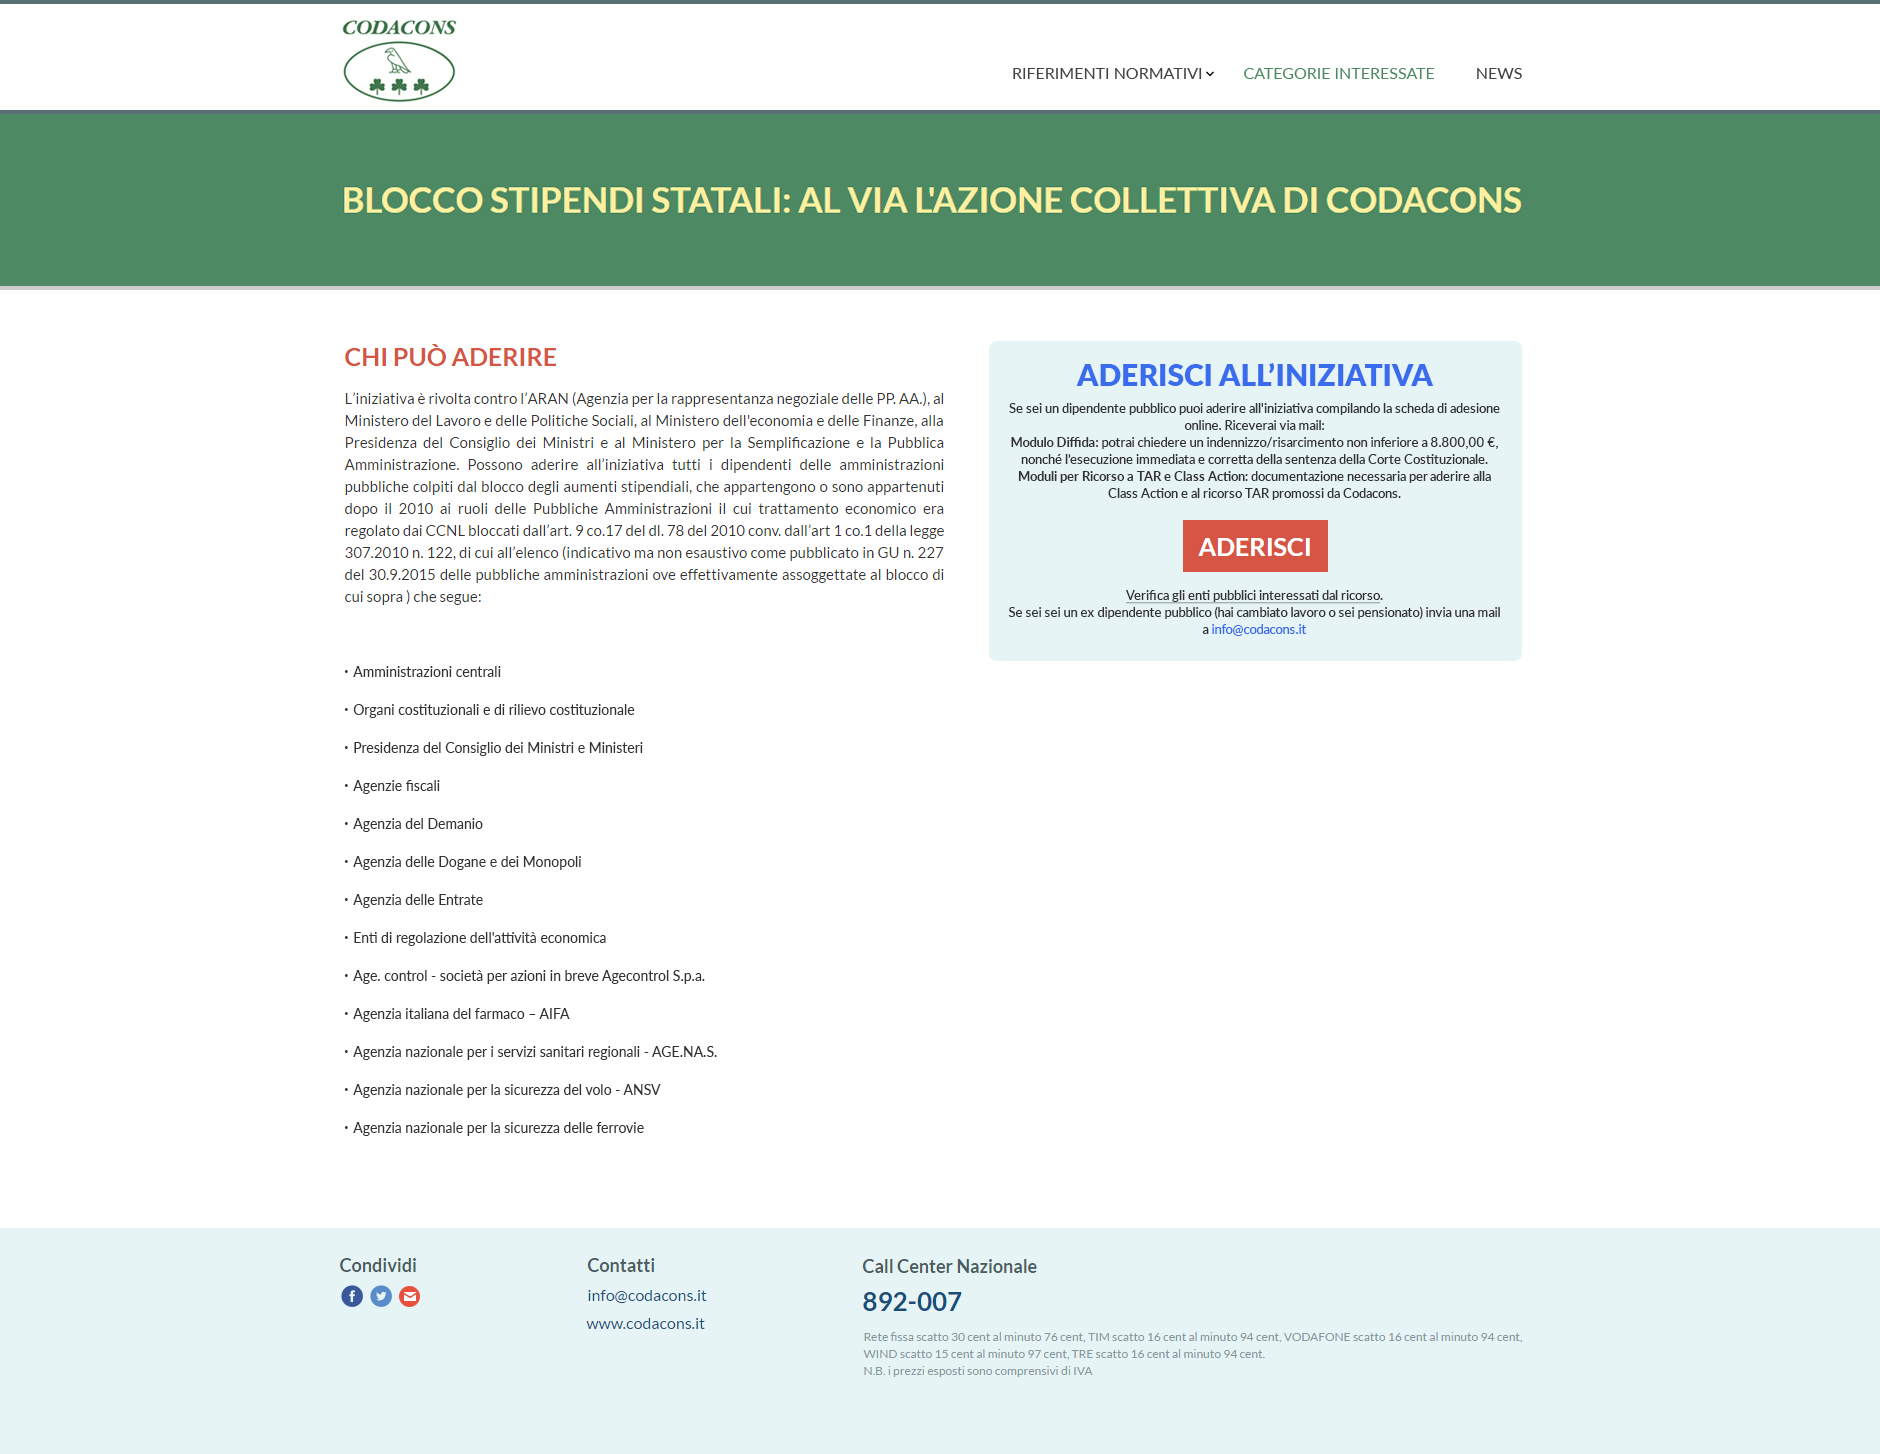 CODACONS
RIFERIMENTI NORMATIVI
CATEGORIE INTERESSATE
NEWS
BLOCCO STIPENDI STATALI: AL VIA L'AZIONE COLLETTIVA DI CODACONS
CHI PUÒ ADERIRE
L’iniziativa è rivolta contro l’ARAN (Agenzia per la rappresentanza negoziale delle PP. AA.), al
Ministero del Lavoro e delle Politiche Sociali, al Ministero dell'economia e delle Finanze, alla
Presidenza del Consiglio dei Ministri e al Ministero per la Semplificazione e la Pubblica
Amministrazione. Possono aderire all’iniziativa tutti i dipendenti delle amministrazioni
pubbliche colpiti dal blocco degli aumenti stipendiali, che appartengono o sono appartenuti
dopo il 2010 ai ruoli delle Pubbliche Amministrazioni il cui trattamento economico era
regolato dai CCNL bloccati dall’art. 9 co.17 del dl. 78 del 2010 conv. dall’art 1 co.1 della legge
307.2010 n. 122, di cui all’elenco (indicativo ma non esaustivo come pubblicato in GU n. 227
del 30.9.2015 delle pubbliche amministrazioni ove effettivamente assoggettate al blocco di
cui sopra ) che segue:
• Amministrazioni centrali
• Organi costituzionali e di rilievo costituzionale
• Presidenza del Consiglio dei Ministri e Ministeri
• Agenzie fiscali
• Agenzia del Demanio
• Agenzia delle Dogane e dei Monopoli
• Agenzia delle Entrate
• Enti di regolazione dell'attività economica
• Age. control - società per azioni in breve Agecontrol S.p.a.
• Agenzia italiana del farmaco – AIFA
• Agenzia nazionale per i servizi sanitari regionali - AGE.NA.S.
• Agenzia nazionale per la sicurezza del volo - ANSV
• Agenzia nazionale per la sicurezza delle ferrovie
ADERISCI ALL’INIZIATIVA
Se sei un dipendente pubblico puoi aderire all'iniziativa compilando la scheda di adesione
online. Riceverai via mail:
Modulo Diffida: potrai chiedere un indennizzo/risarcimento non inferiore a 8.800,00 €,
nonché l’esecuzione immediata e corretta della sentenza della Corte Costituzionale.
Moduli per Ricorso a TAR e Class Action: documentazione necessaria per aderire alla
Class Action e al ricorso TAR promossi da Codacons.
ADERISCI
Verifica gli enti pubblici interessati dal ricorso.
Se sei sei un ex dipendente pubblico (hai cambiato lavoro o sei pensionato) invia una mail
a info@codacons.it
Condividi
Contatti
info@codacons.it
www.codacons.it
Call Center Nazionale
892-007
Rete fissa scatto 30 cent al minuto 76 cent, TIM scatto 16 cent al minuto 94 cent, VODAFONE scatto 16 cent al minuto 94 cent,
WIND scatto 15 cent al minuto 97 cent, TRE scatto 16 cent al minuto 94 cent.
N.B. i prezzi esposti sono comprensivi di IVA